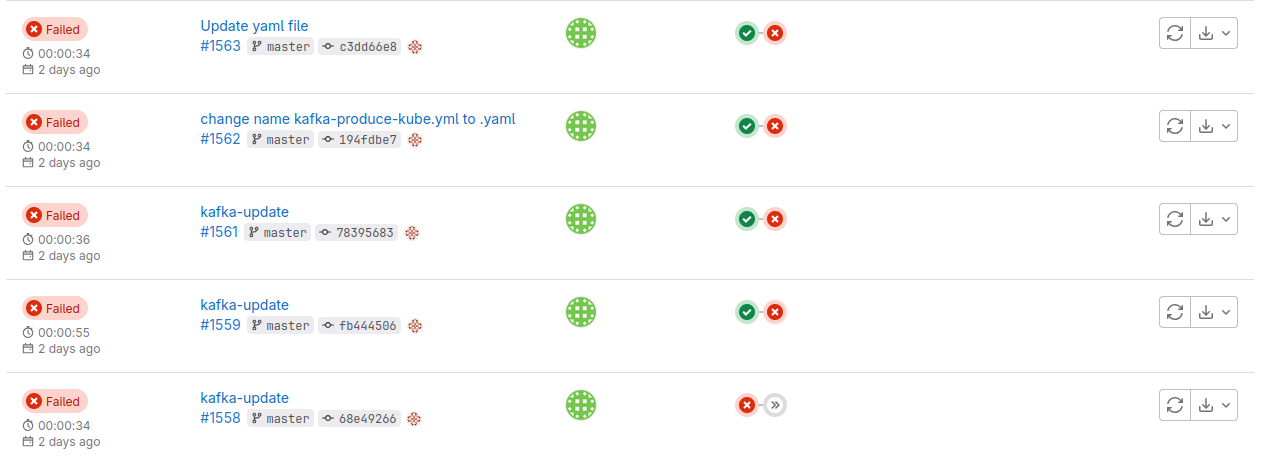 Failed
00:00:34
2 days ago
Update yaml file
#1563 master c3dd66e8
Failed
00:00:34
2 days ago
change name kafka-produce-kube.yml to .yaml
#1562 master 194fdbe7
Failed
00:00:36
2 days ago
kafka-update
#1561 master 78395683
Failed
00:00:55
2 days ago
kafka-update
#1559 master fb444506
Failed
00:00:34
2 days ago
kafka-update
#1558 master 68e49266